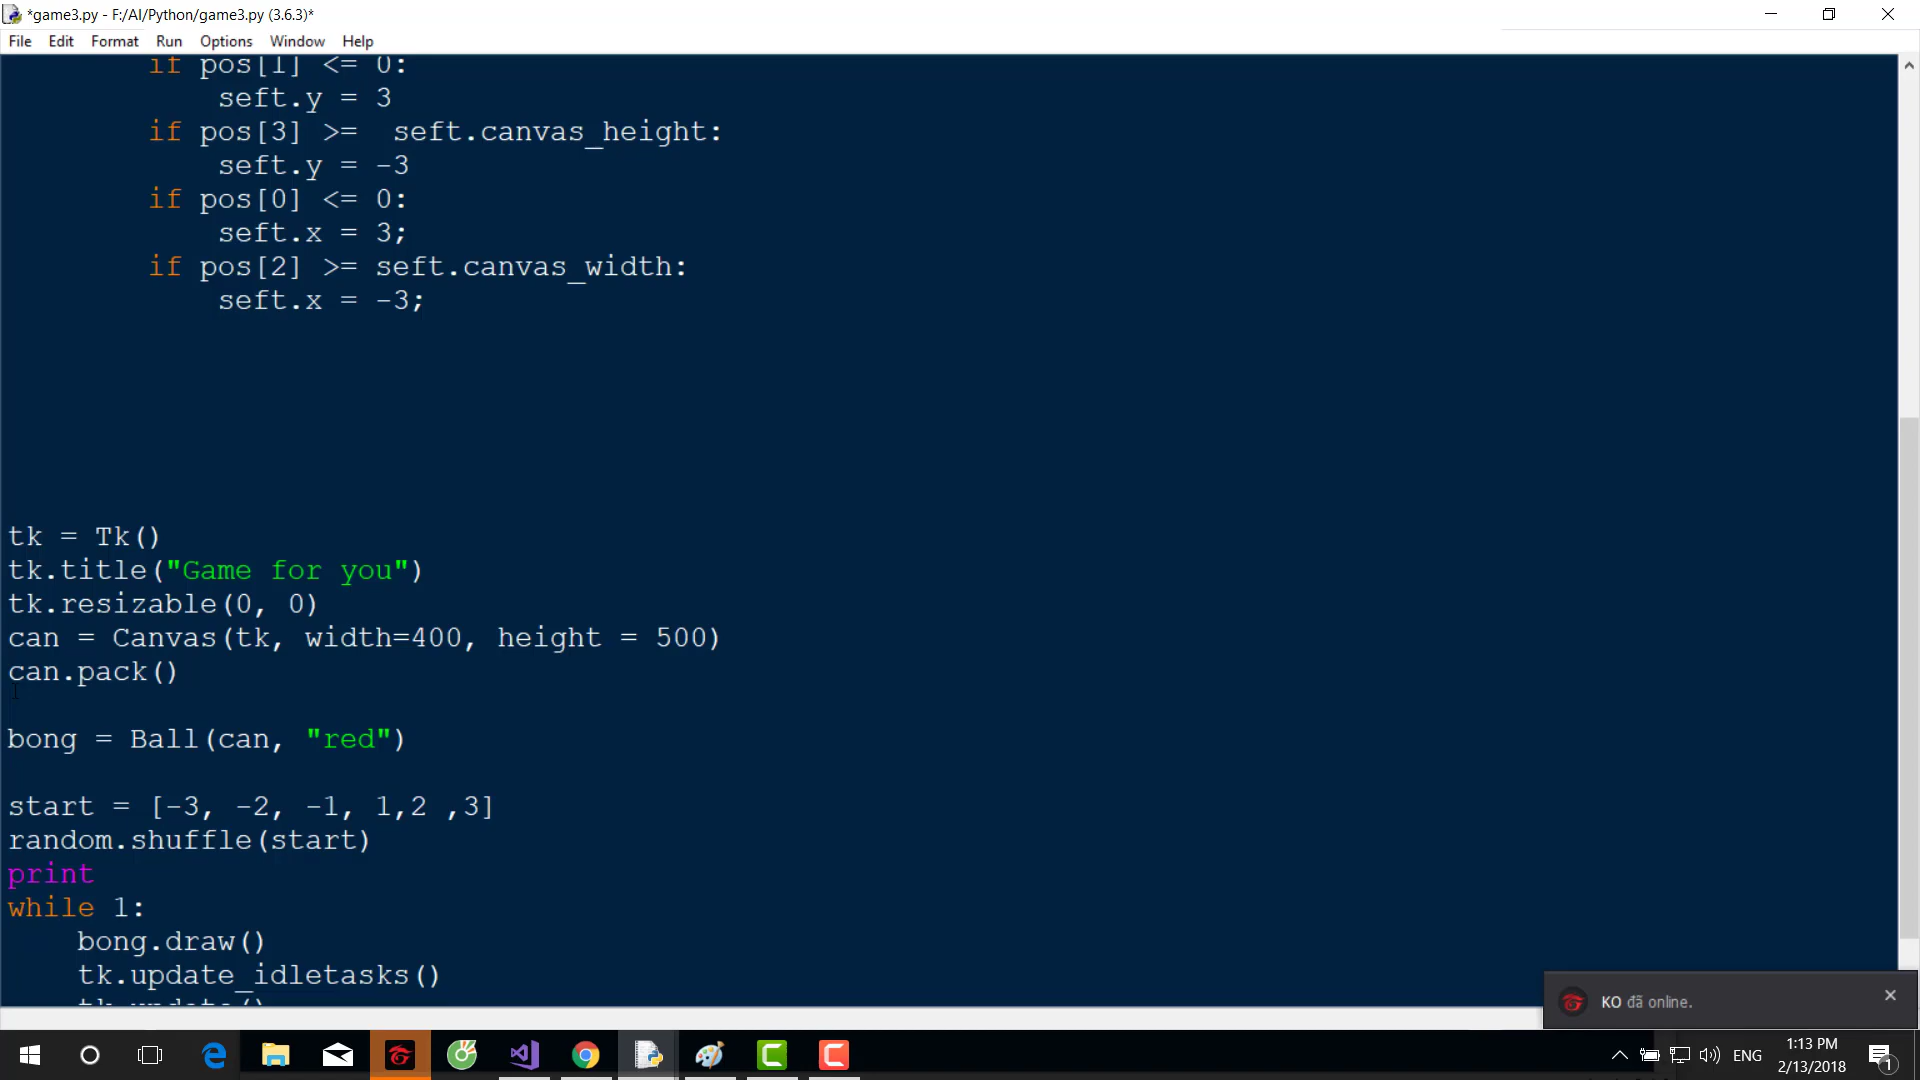 *game3.py - F:/AI/Python/game3.py (3.6.3)*
File Edit Format Run Options Window Help
if pos[1] <= 0:
seft.y = 3
if pos[3] >=  seft.canvas_height:
seft.y = -3
if pos[0] <= 0:
seft.x = 3;
if pos[2] >= seft.canvas_width:
seft.x = -3;
tk = Tk()
tk.title("Game for you")
tk.resizable(0, 0)
can = Canvas(tk, width=400, height = 500)
can.pack()
bong = Ball(can, "red")
start = [-3, -2, -1, 1,2 ,3]
random.shuffle(start)
print
while 1:
bong.draw()
tk.update_idletasks()
tk.update()
KO đã online.
ENG
1:13 PM
2/13/2018
1